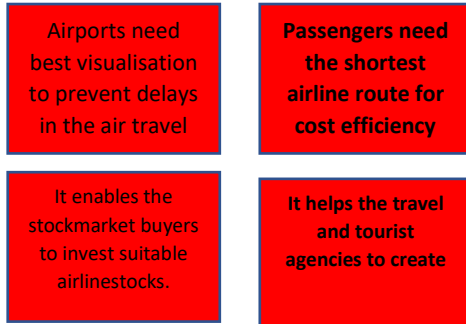 Airports need
best visualisation
to prevent delays
in the air travel
Passengers need
the shortest
airline route for
cost efficiency
It enables the
stockmarket buyers
to invest suitable
airlinestocks.
It helps the travel
and tourist
agencies to create